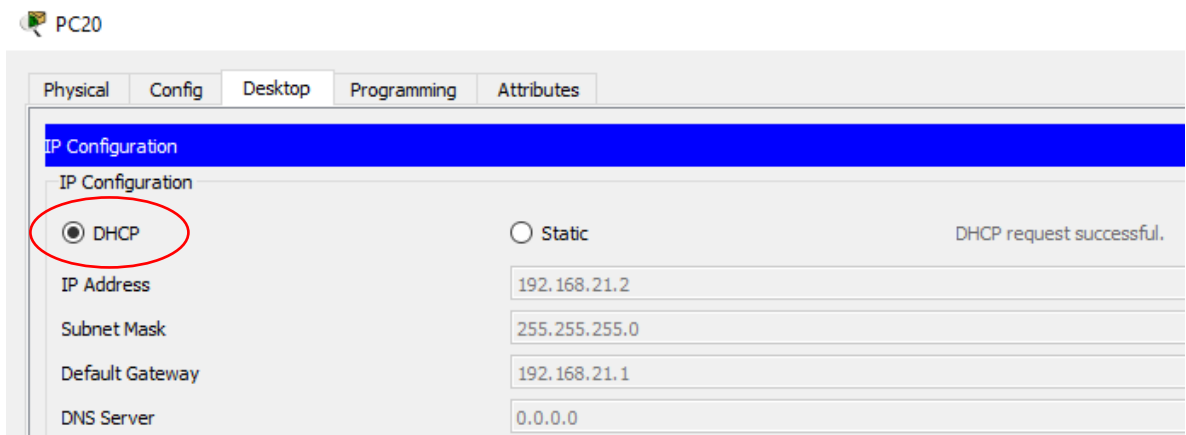 PC20
Physical Config Desktop Programming Attributes
IP Configuration
IP Configuration
DHCP Static DHCP request successful.
IP Address 192.168.21.2
Subnet Mask 255.255.255.0
Default Gateway 192.168.21.1
DNS Server 0.0.0.0